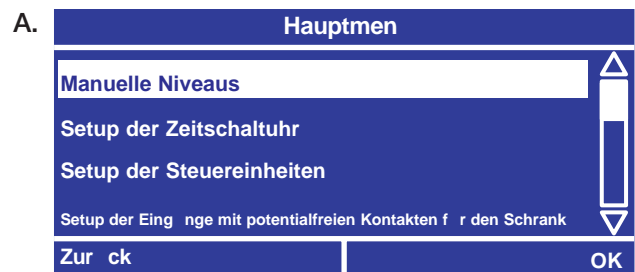 A.
Hauptmen
Manuelle Niveaus
Setup der Zeitschaltuhr
Setup der Steuereinheiten
Setup der Eing nge mit potentialfreien Kontakten f r den Schrank
Zur ck OK